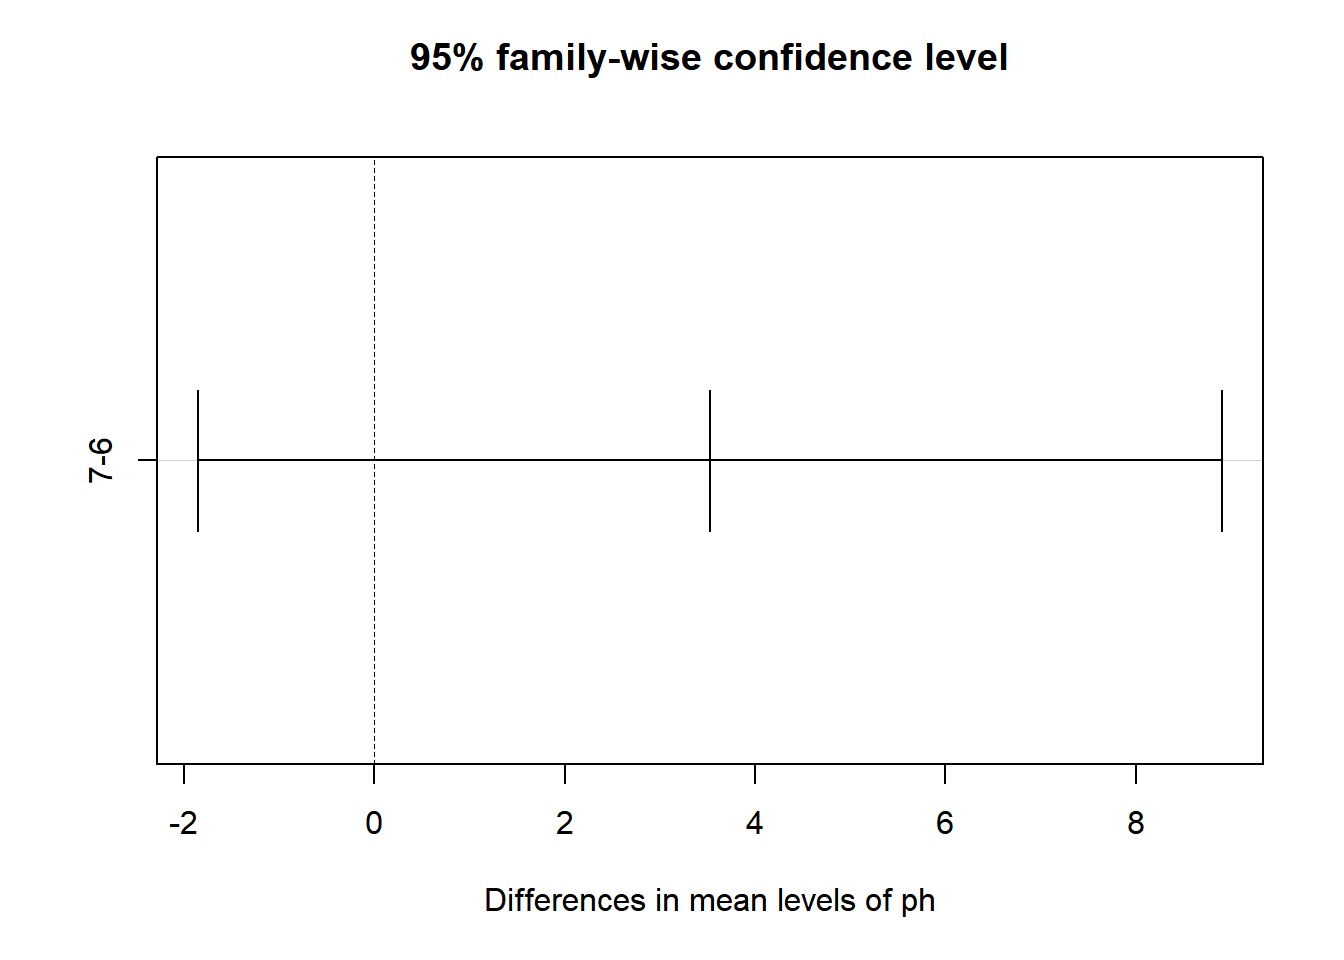 95% family-wise confidence level
7-6
-2 0 2 4 6 8
Differences in mean levels of ph